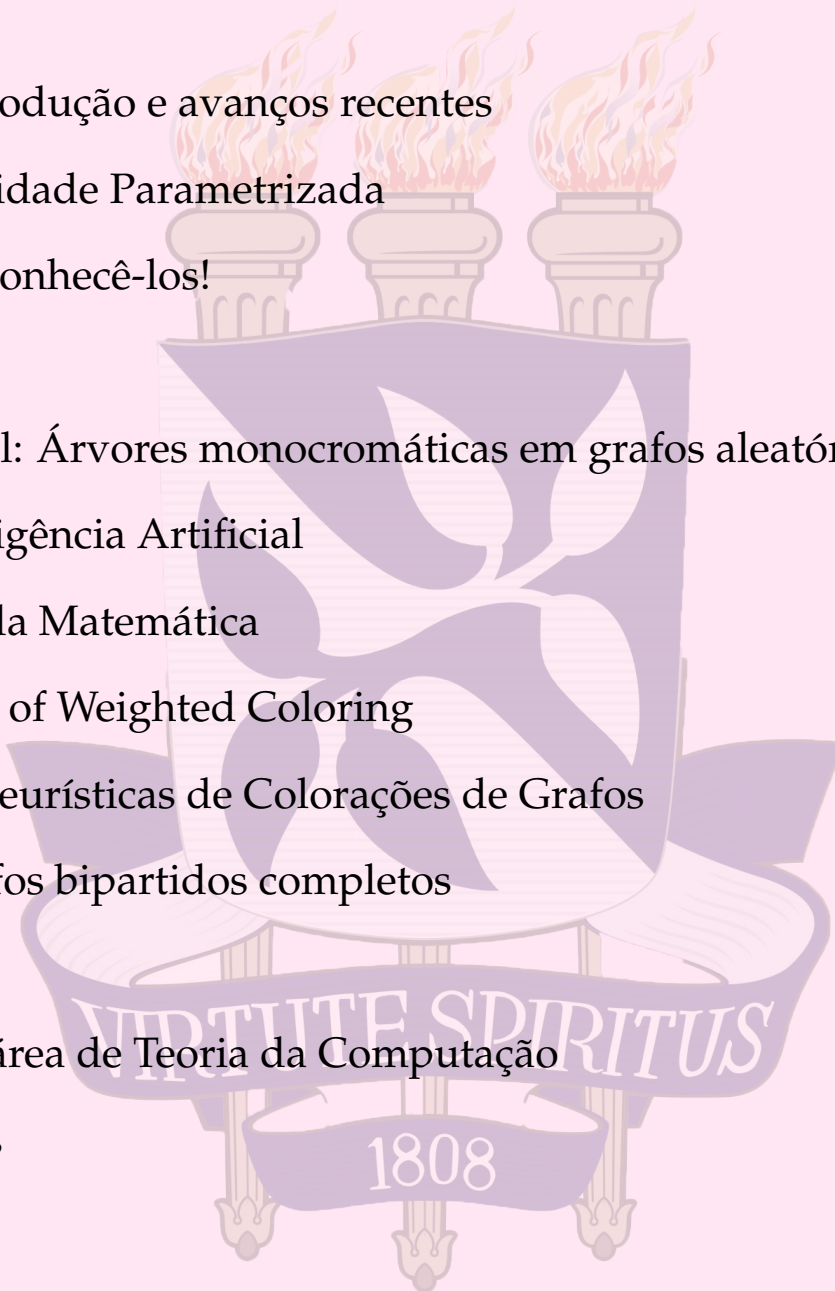 odução e avanços recentes
idade Parametrizada
onhecê-los!
l: Árvores monocromáticas em grafos aleatór
igência Artificial
la Matemática
of Weighted Coloring
eurísticas de Colorações de Grafos
fos bipartidos completos
VIRTUTE SPIRITUS
área de Teoria da Computação
1808